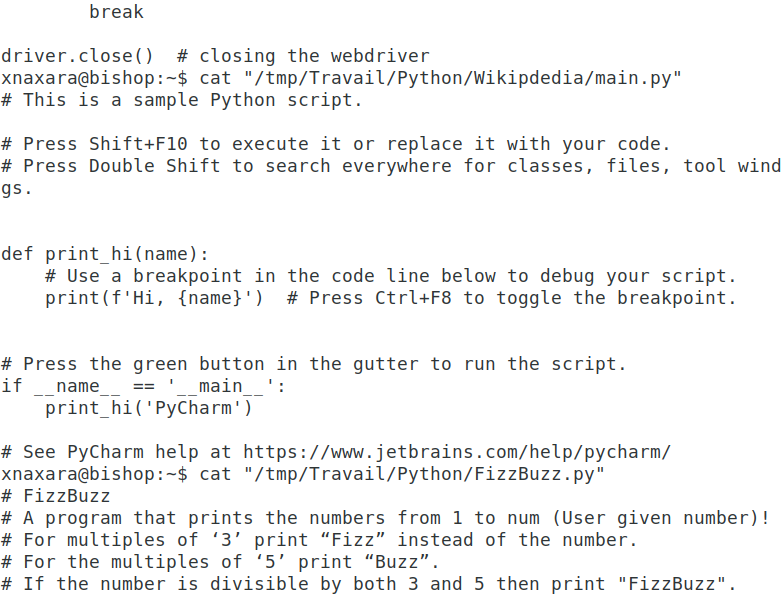 break
driver.close()  # closing the webdriver
xnaxara@bishop:~$ cat "/tmp/Travail/Python/Wikipdedia/main.py"
# This is a sample Python script.
# Press Shift+F10 to execute it or replace it with your code.
# Press Double Shift to search everywhere for classes, files, tool wind
gs.
def print_hi(name):
    # Use a breakpoint in the code line below to debug your script.
    print(f'Hi, {name}')  # Press Ctrl+F8 to toggle the breakpoint.
# Press the green button in the gutter to run the script.
if __name__ == '__main__':
    print_hi('PyCharm')
# See PyCharm help at https://www.jetbrains.com/help/pycharm/
xnaxara@bishop:~$ cat "/tmp/Travail/Python/FizzBuzz.py"
# FizzBuzz
# A program that prints the numbers from 1 to num (User given number)!
# For multiples of ‘3’ print “Fizz” instead of the number.
# For the multiples of ‘5’ print “Buzz”.
# If the number is divisible by both 3 and 5 then print "FizzBuzz".